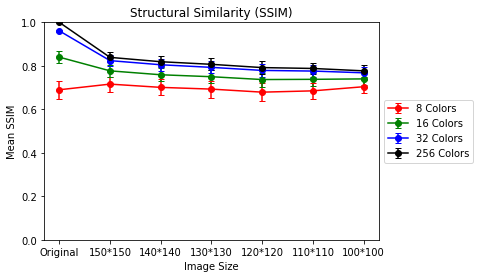 Structural Similarity (SSIM)
1.0
0.8
0.6
0.4
0.2
0.0
Mean SSIM
Original 150*150 140*140 130*130 120*120 110*110 100*100
Image Size
8 Colors
16 Colors
32 Colors
256 Colors